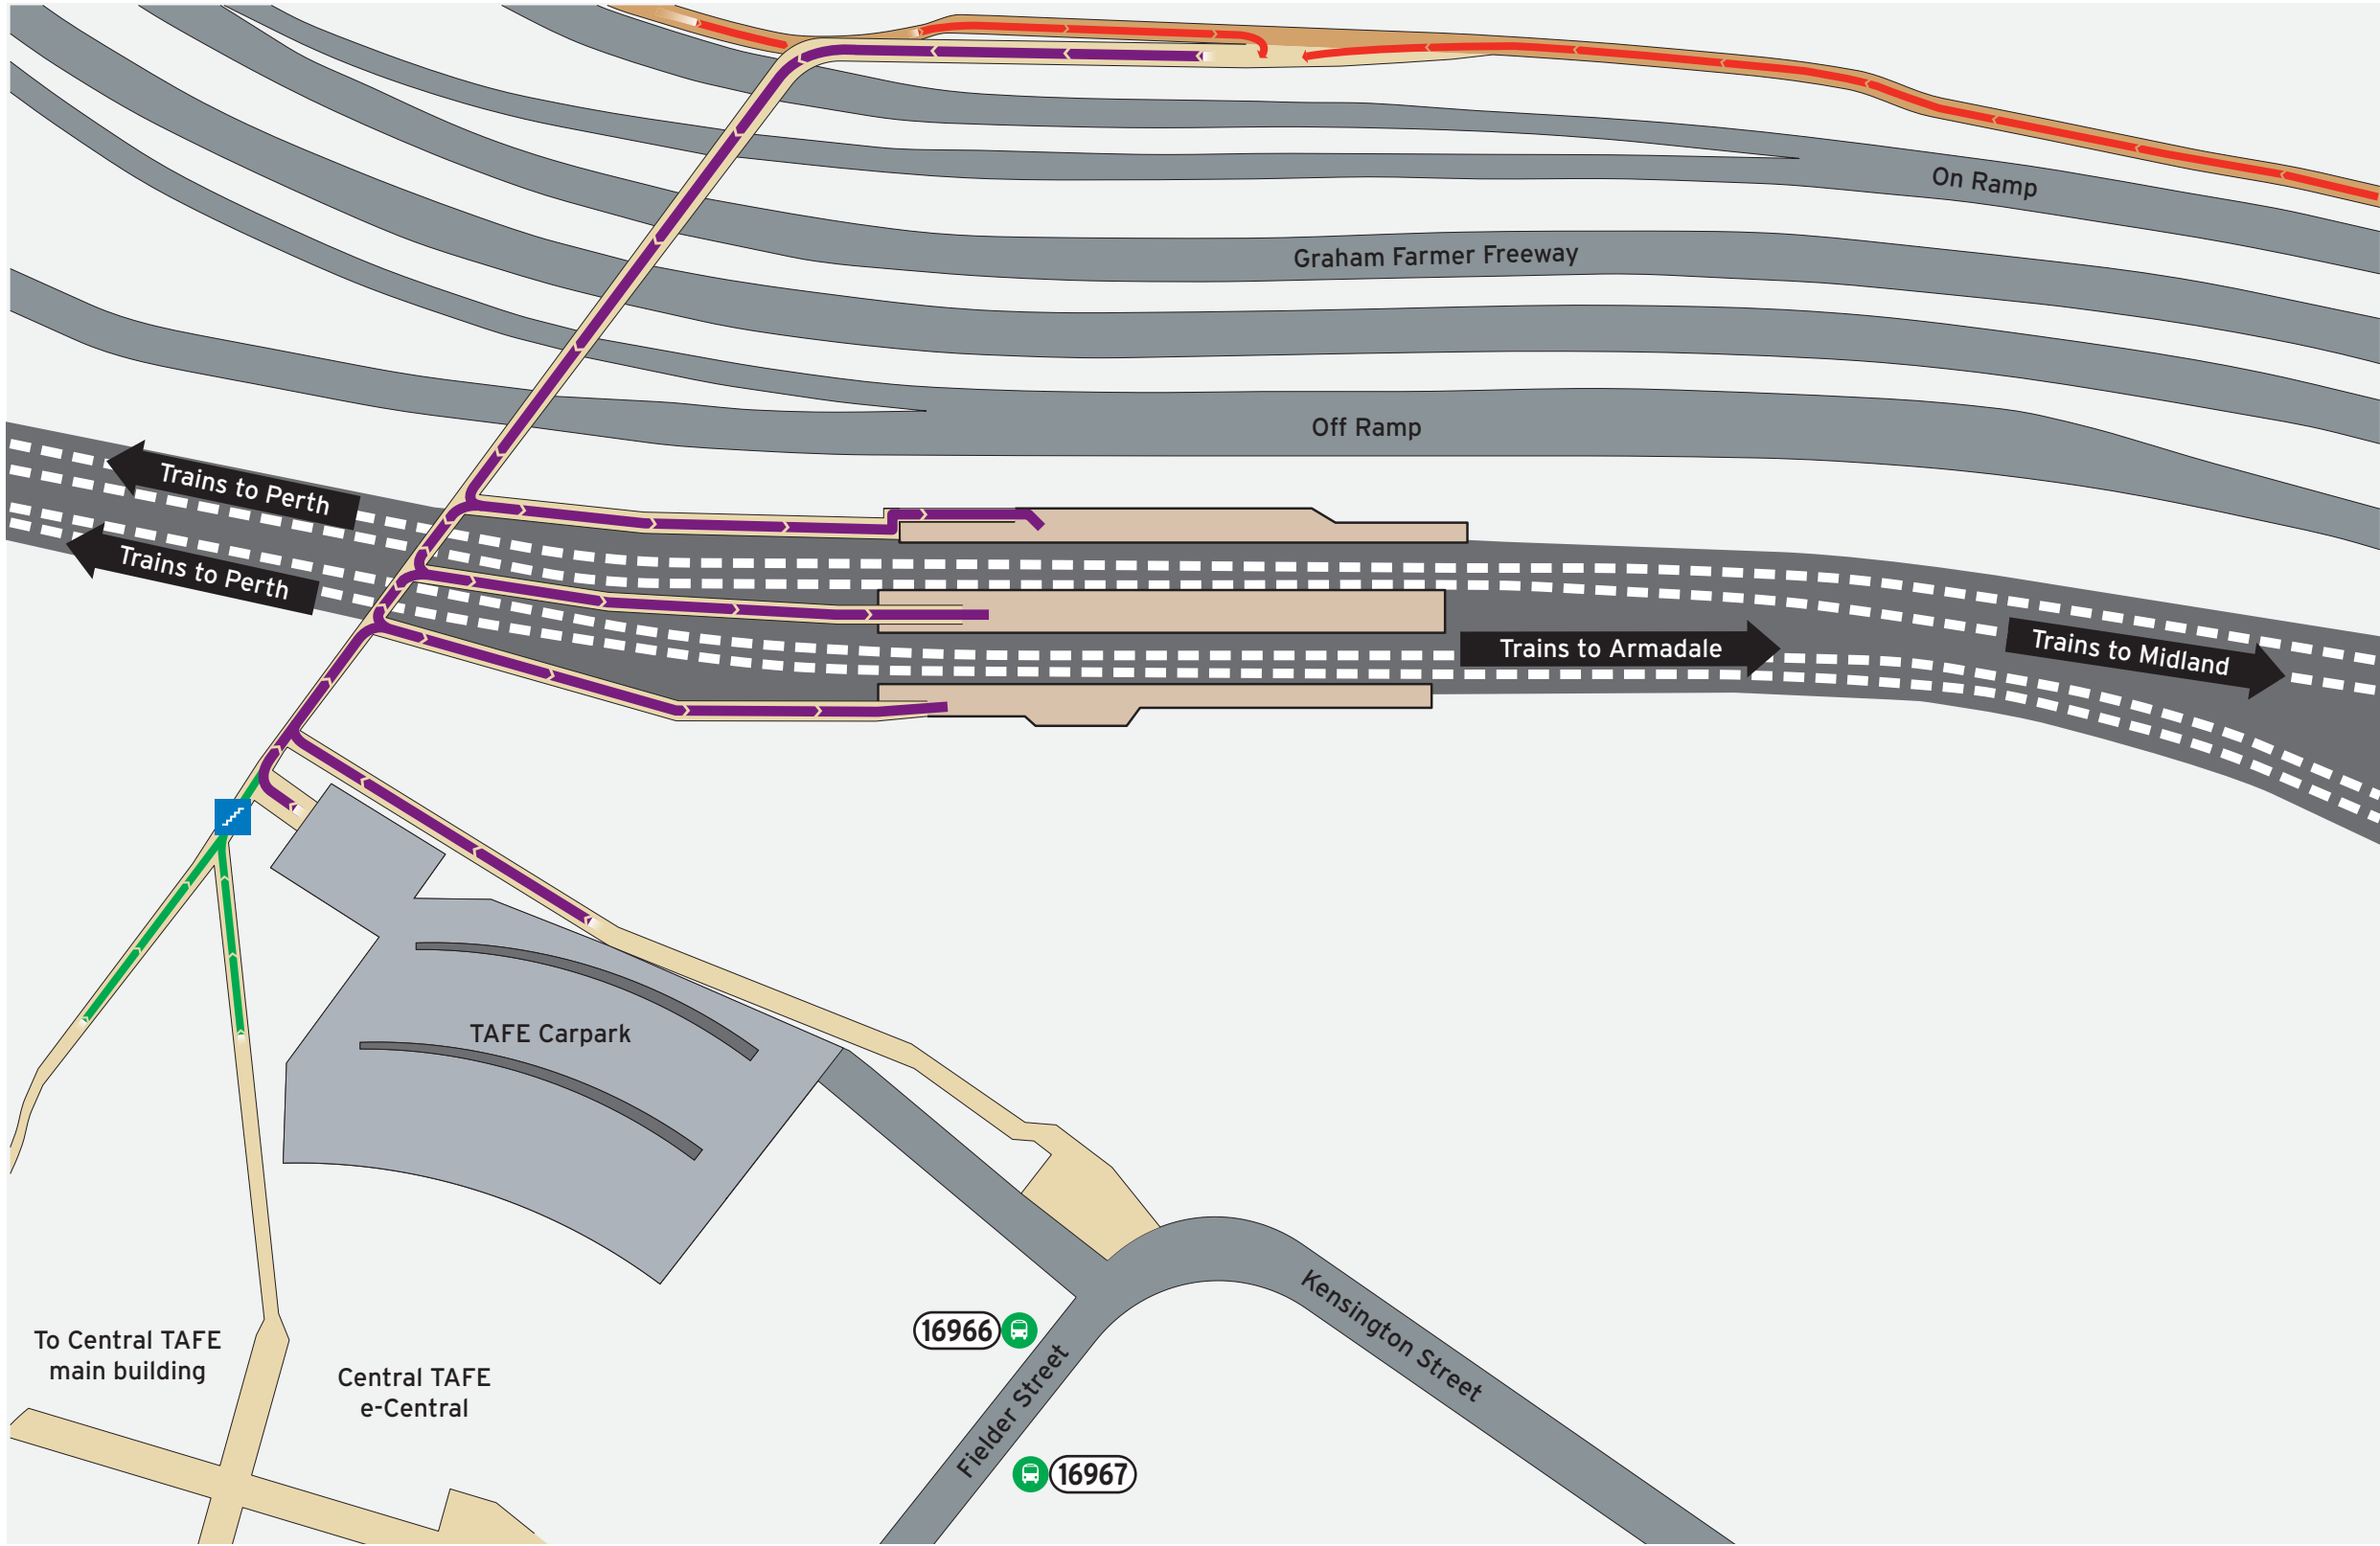 On Ramp
Graham Farmer Freeway
Off Ramp
Trains to Perth
Trains to Perth
Trains to Armadale
Trains to Midland
TAFE Carpark
To Central TAFE
main building
Central TAFE
e-Central
16966
Fielder Street
Kensington Street
16967